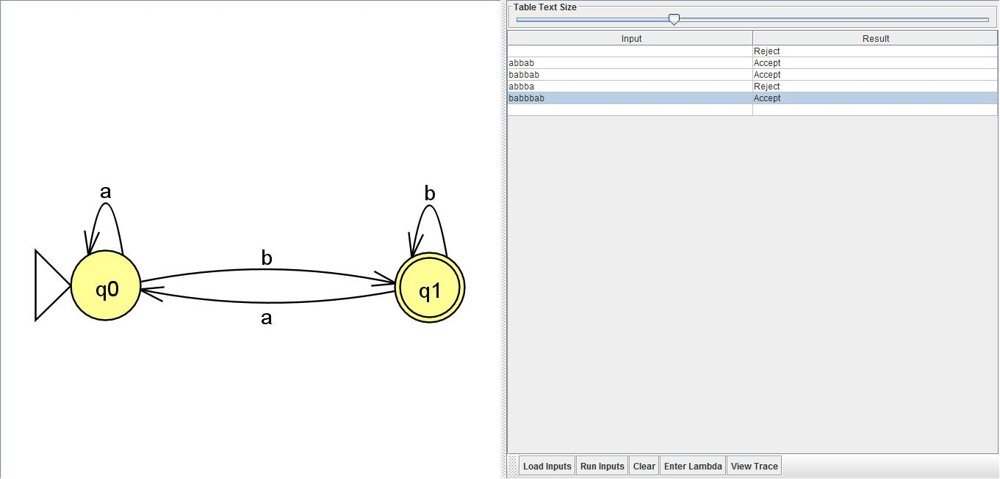 a
b
b
q0
q1
a
Table Text Size
Input Result
Reject
abbab Accept
babbab Accept
abbba Reject
babbbab Accept
Load Inputs Run Inputs Clear Enter Lambda View Trace